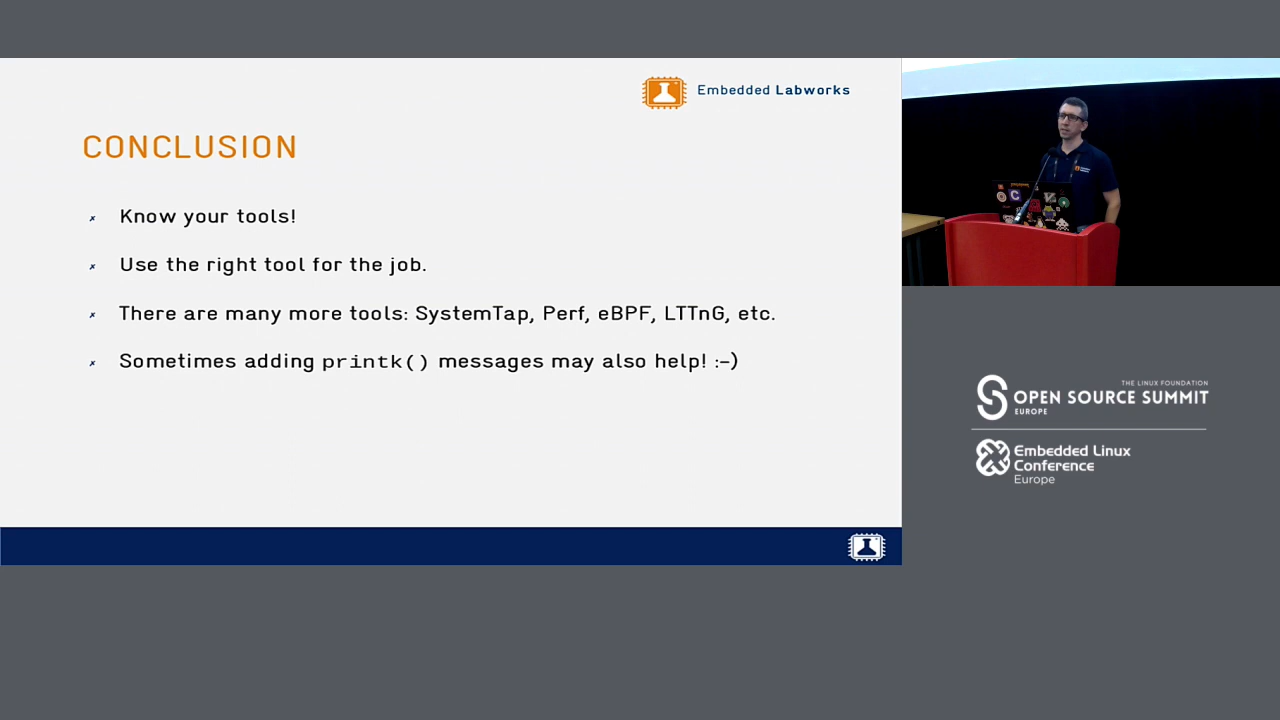 Embedded Labworks
CONCLUSION
Know your tools!
Use the right tool for the job.
There are many more tools: SystemTap, Perf, eBPF, LTTnG, etc.
Sometimes adding printk() messages may also help! :-)
THE LINUX FOUNDATION
OPEN SOURCE SUMMIT
EUROPE
Embedded Linux
Conference
Europe